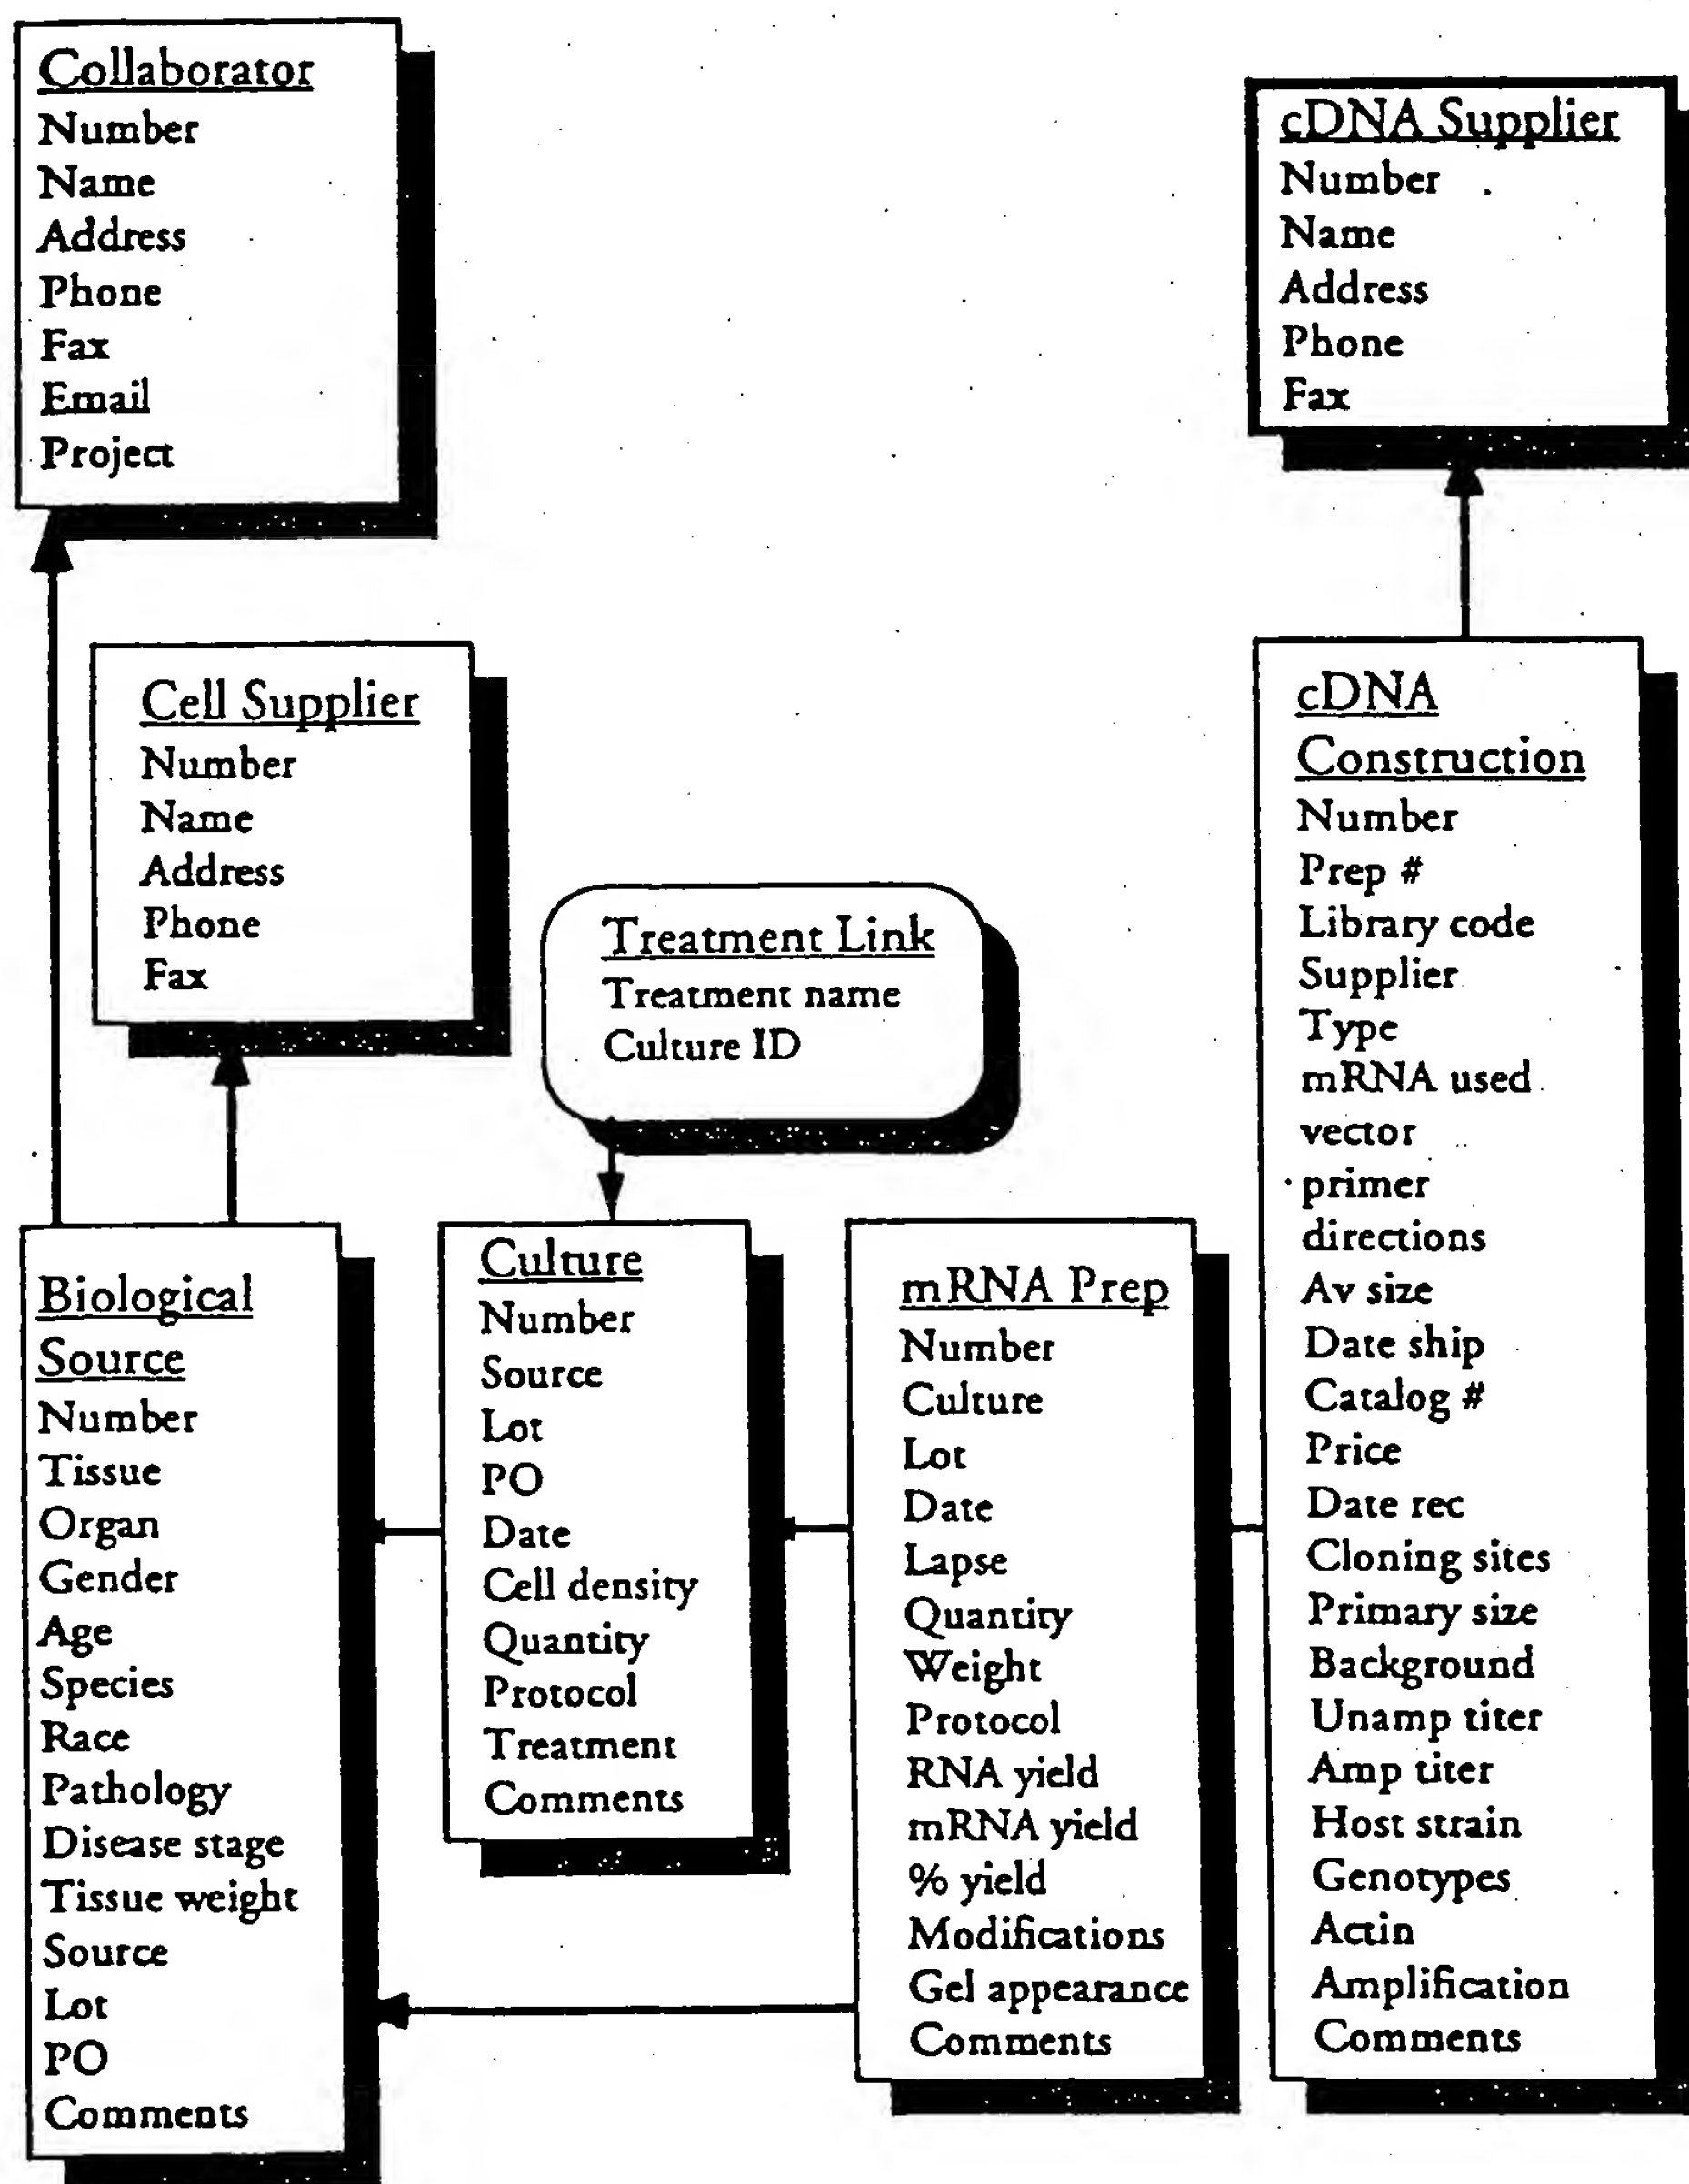 Collaborator
Number
Name
Address
Phone
Fax
Email
Project
cDNA Supplier
Number
Name
Address
Phone
Fax
Cell Supplier
Number
Name
Address
Phone
Fax
Treatment Link
Treatment name
Culture ID
cDNA
Construction
Number
Prep #
Library code
Supplier
Type
mRNA used
vector
primer
directions
Av size
Date ship
Catalog #
Price
Date rec
Cloning sites
Primary size
Background
Unamp titer
Amp titer
Host strain
Genotypes
Actin
Amplification
Comments
Biological
Source
Number
Tissue
Organ
Gender
Age
Species
Race
Pathology
Disease stage
Tissue weight
Source
Lot
PO
Comments
Culture
Number
Source
Lot
PO
Date
Cell density
Quantity
Protocol
Treatment
Comments
mRNA Prep
Number
Culture
Lot
Date
Lapse
Quantity
Weight
Protocol
RNA yield
mRNA yield
% yield
Modifications
Gel appearance
Comments